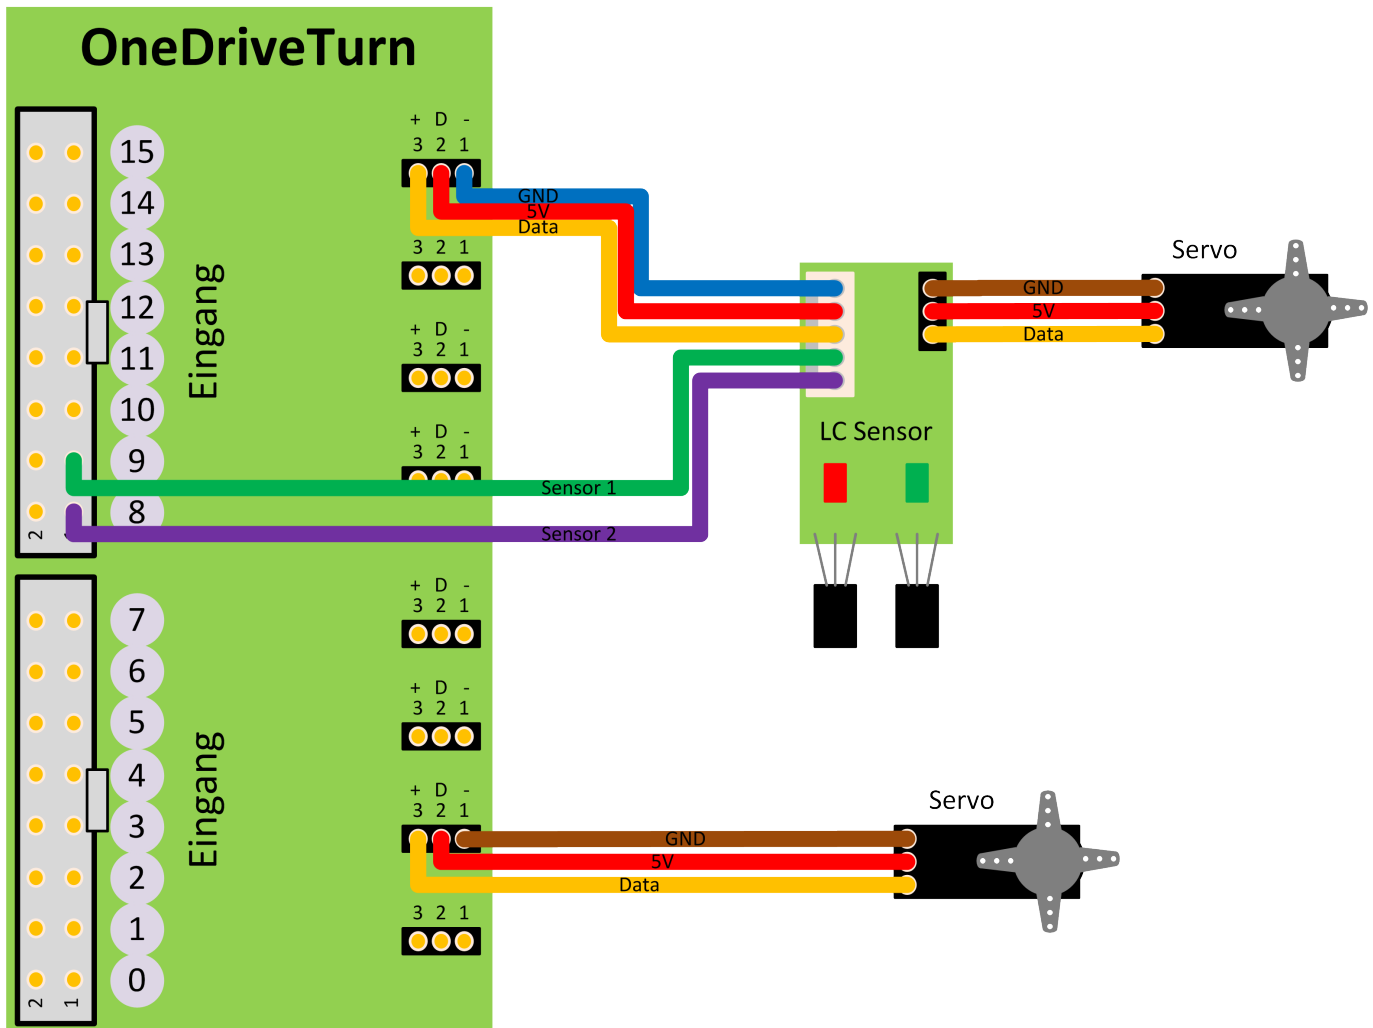 OneDriveTurn
15
14
13
12
11
10
9
8
Eingang
2
+ D -
3 2 1
3 2 1
+ D -
3 2 1
+ D -
3 2 1
GND
5V
Data
Sensor 1
Sensor 2
LC Sensor
GND
5V
Data
Servo
7
6
5
4
3
2
1
0
Eingang
2 1
+ D -
3 2 1
+ D -
3 2 1
+ D -
3 2 1
3 2 1
GND
5V
Data
Servo